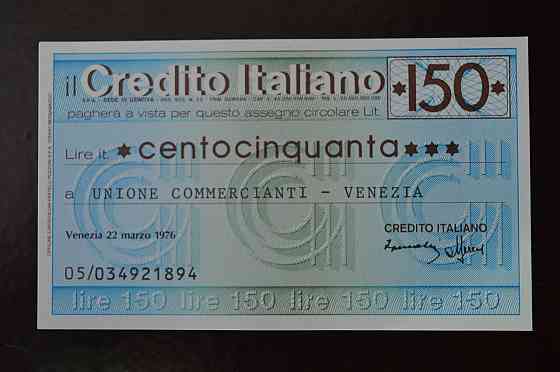 il Credito Italiano *150*
pagherà a vista per questo assegno circolare Lit.
Lire it. *centocinquanta***
a UNIONE COMMERCIANTI - VENEZIA
Venezia 22 marzo 1976
CREDITO ITALIANO
05/034921894
lire 150 lire 150 lire 150 lire 150